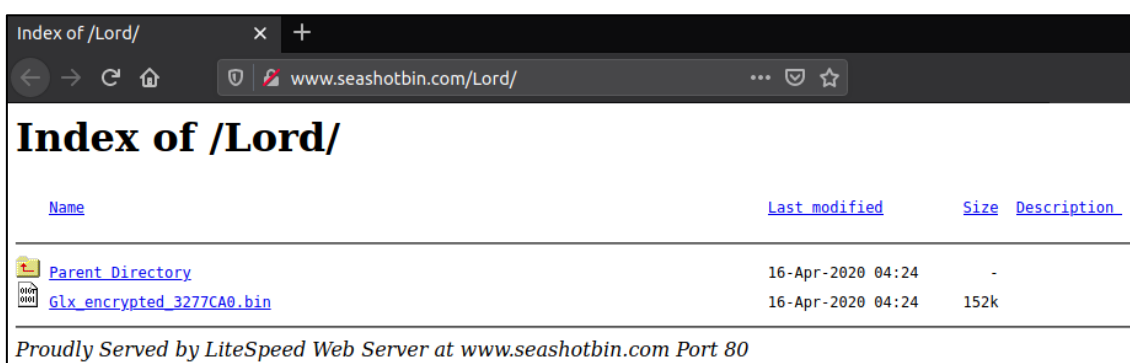 Index of /Lord/
www.seashotbin.com/Lord/
Index of /Lord/
Name Last modified Size Description
Parent Directory 16-Apr-2020 04:24 -
Glx_encrypted_3277CA0.bin 16-Apr-2020 04:24 152k
Proudly Served by LiteSpeed Web Server at www.seashotbin.com Port 80